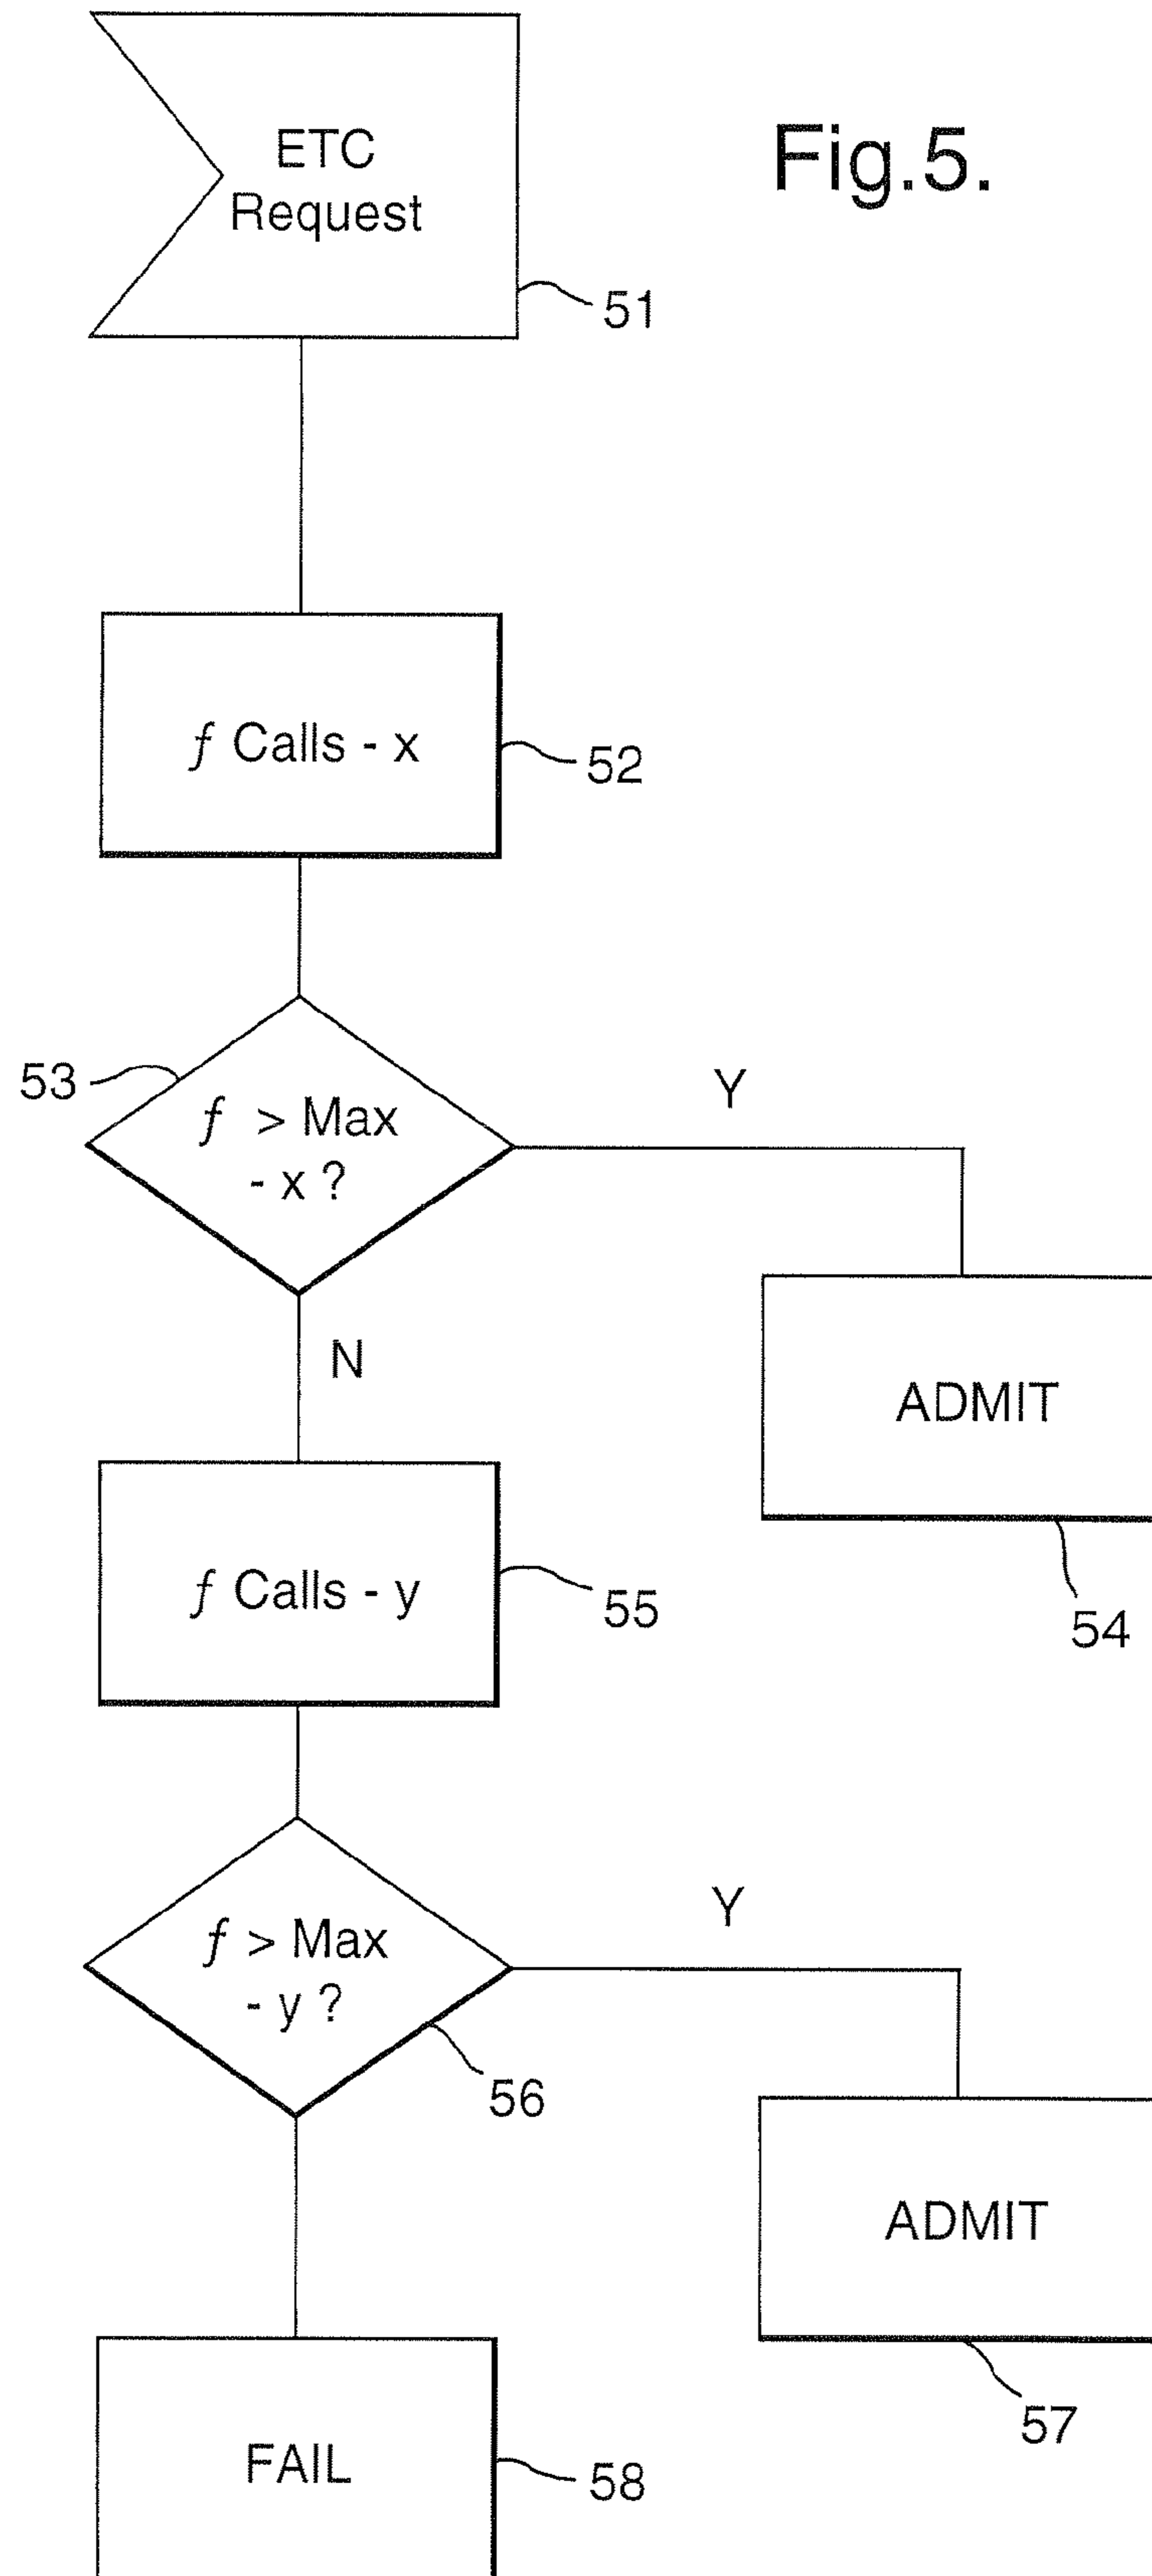 Fig.5.
ETC
Request
51
ƒ Calls - x
52
53
ƒ > Max
- x ?
Y
N
ADMIT
54
ƒ Calls - y
55
ƒ > Max
- y ?
Y
56
ADMIT
57
FAIL
58